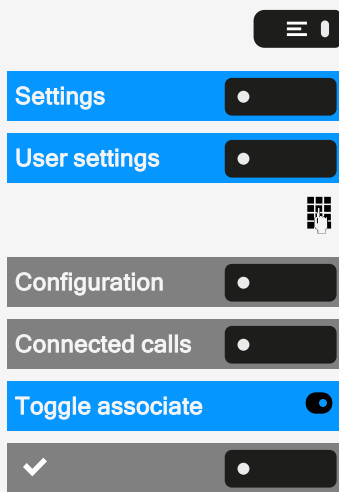 Settings
User settings
Configuration
Connected calls
Toggle associate